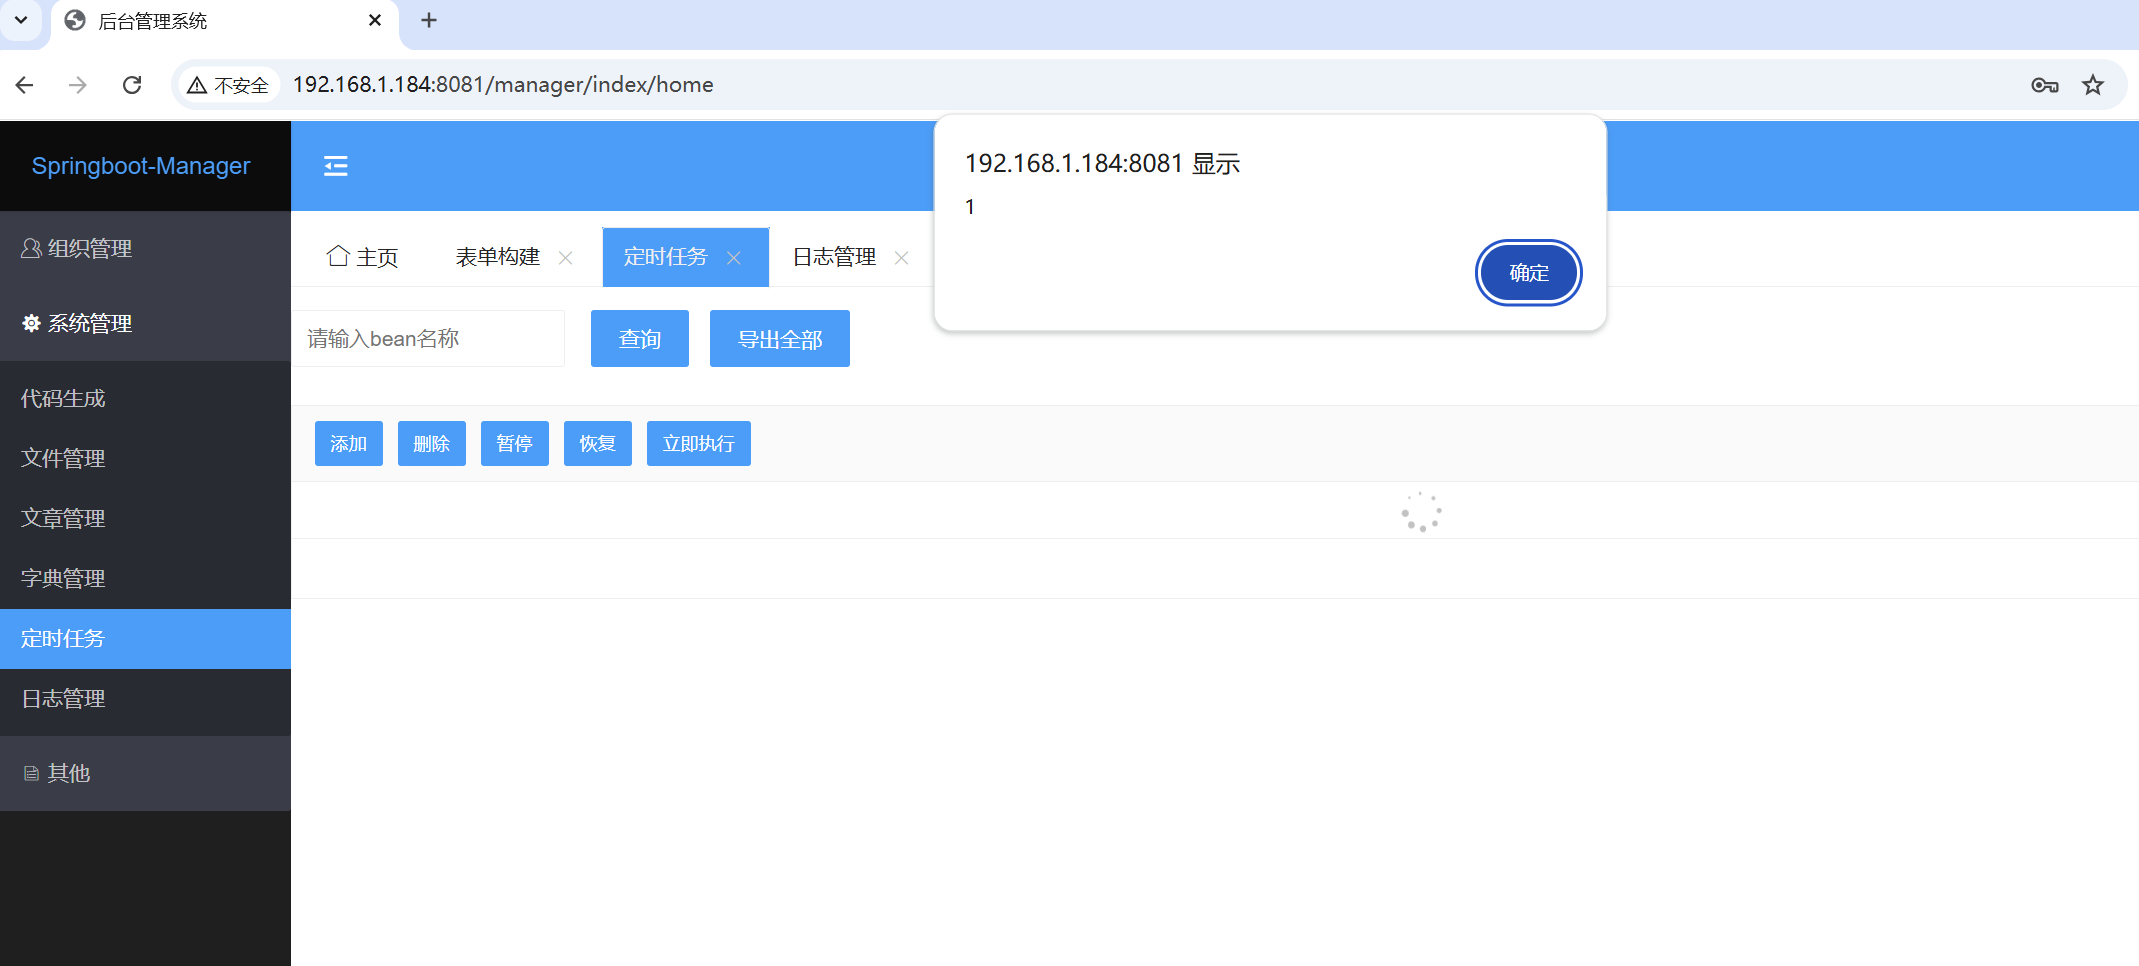 后台管理系统
不安全 192.168.1.184:8081/manager/index/home
Springboot-Manager
192.168.1.184:8081 显示
1
确定
组织管理
系统管理
代码生成
文件管理
文章管理
字典管理
定时任务
日志管理
其他
主页 表单构建 定时任务 日志管理
请输入bean名称 查询 导出全部
添加 删除 暂停 恢复 立即执行